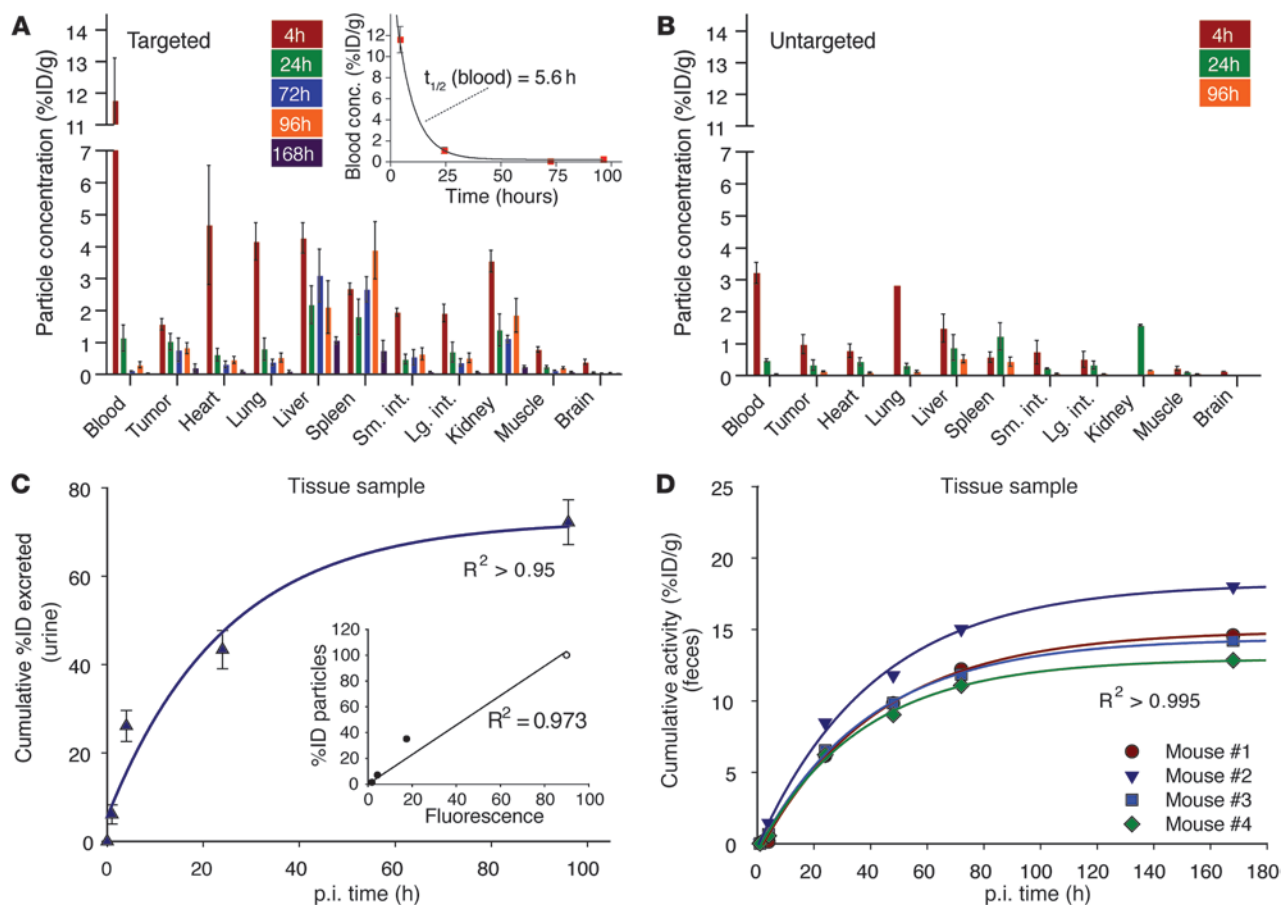 A
Targeted
Particle concentration (%ID/g)
14
13
12
11
7
6
5
4
3
2
1
0
4h
24h
72h
96h
168h
Blood conc. (%ID/g)
12
10
8
6
4
2
0
t1/2 (blood) = 5.6 h
0 25 50 75 100
Time (hours)
Blood Tumor Heart Lung Liver Spleen Sm. int. Lg. int. Kidney Muscle Brain
Tissue sample
B
Untargeted
Particle concentration (%ID/g)
14
13
12
11
7
6
5
4
3
2
1
0
4h
24h
96h
Blood Tumor Heart Lung Liver Spleen Sm. int. Lg. int. Kidney Muscle Brain
Tissue sample
C
Cumulative %ID excreted
(urine)
80
60
40
20
0
R2 > 0.95
%ID particles
120
100
80
60
40
20
0
R2 = 0.973
0 20 40 60 80 100
Fluorescence
0 20 40 60 80 100
p.i. time (h)
D
Cumulative activity (%ID/g)
(feces)
25
20
15
10
5
0
R2 > 0.995
Mouse #1
Mouse #2
Mouse #3
Mouse #4
0 20 40 60 80 100 120 140 160 180
p.i. time (h)